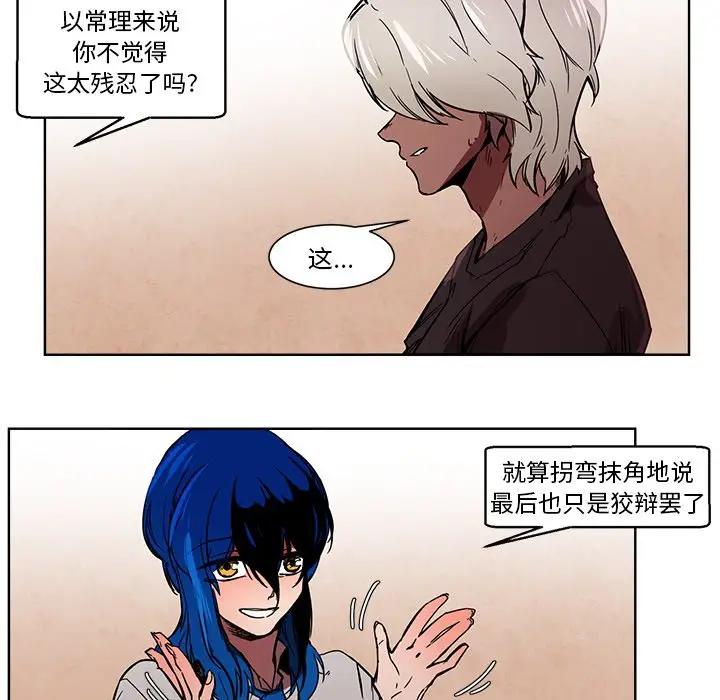 以常理来说
你不觉得
这太残忍了吗?
这...
就算拐弯抹角地说
最后也只是狡辩罢了